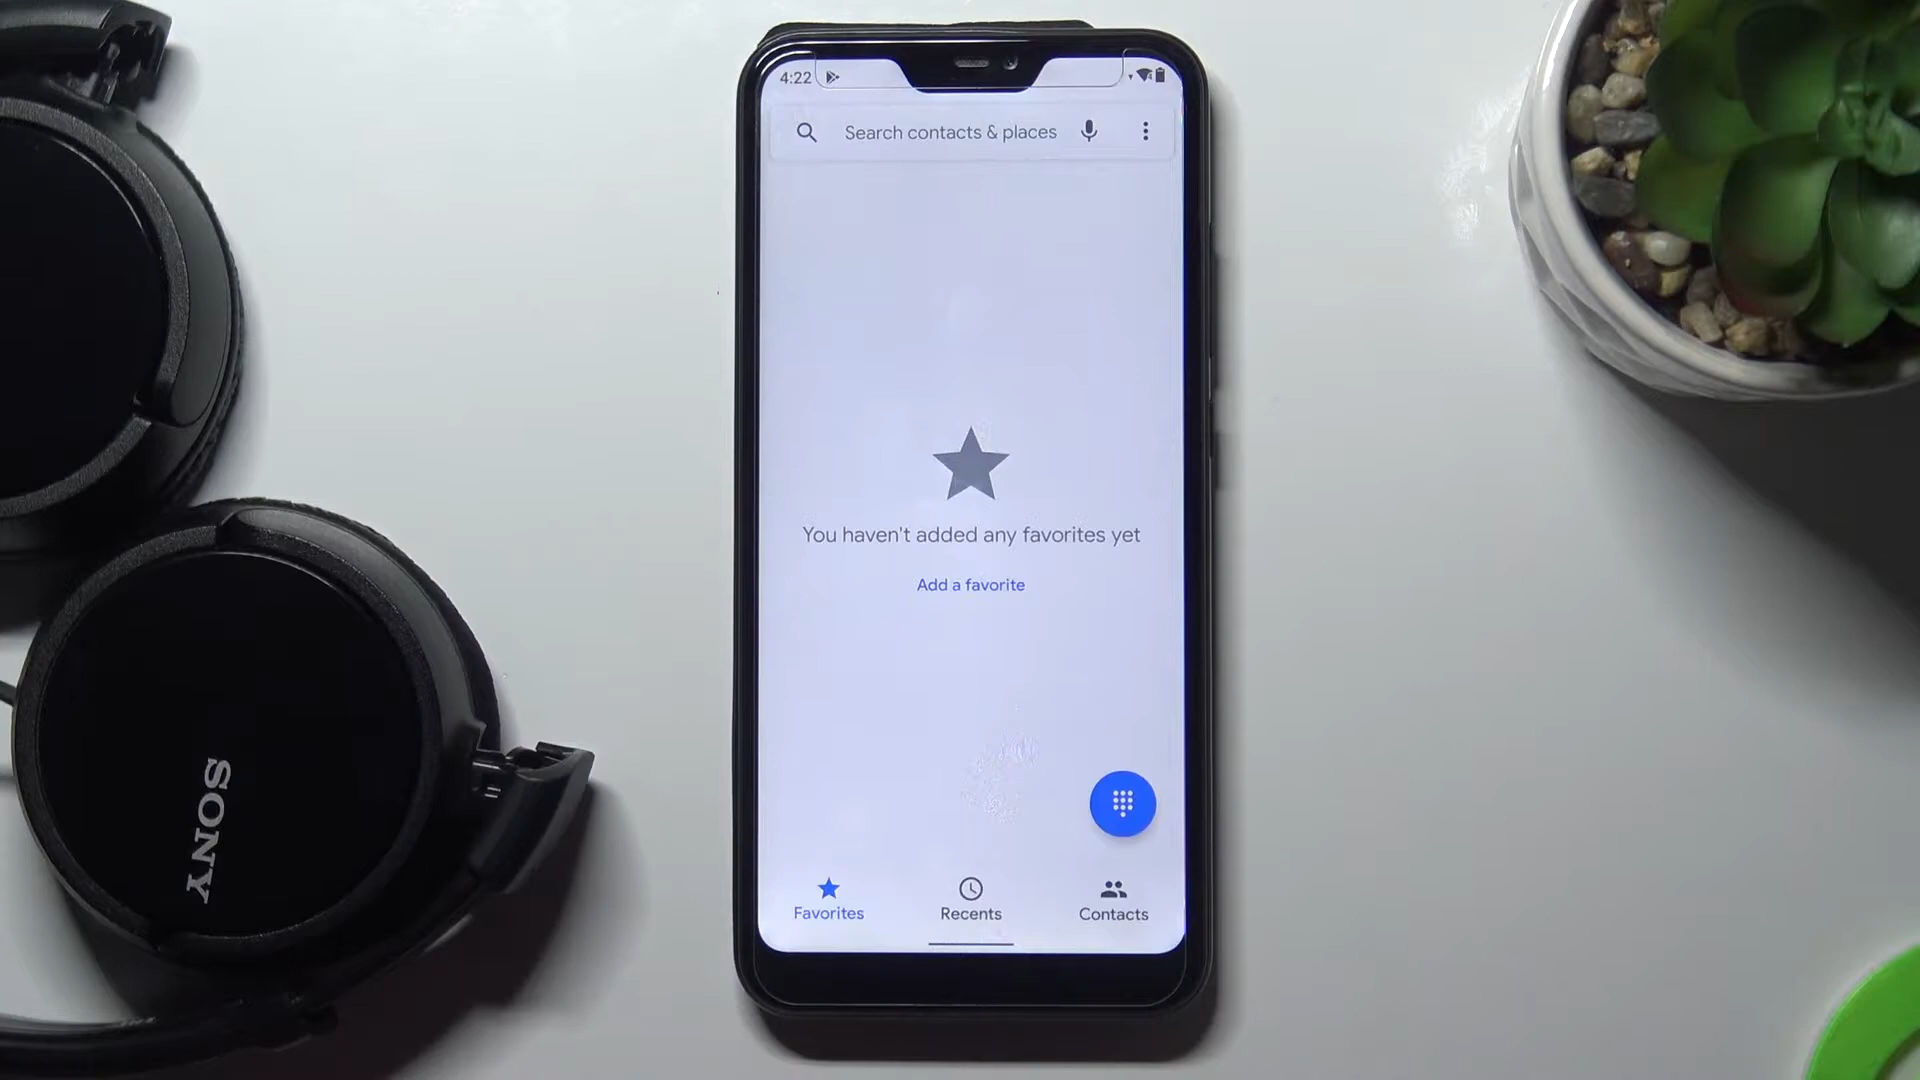 4:22
Search contacts & places
You haven't added any favorites yet
Add a favorite
Favorites
Recents
Contacts
SONY